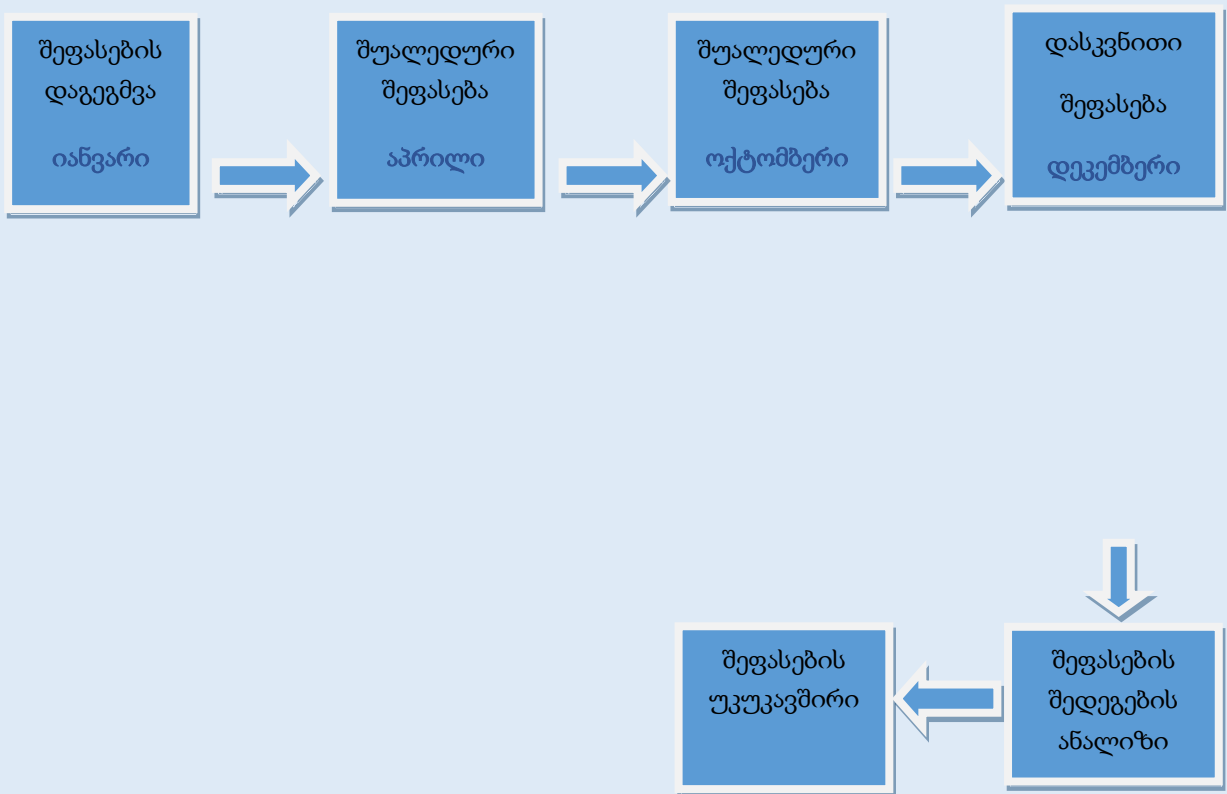 შეფასების
დაგეგმვა
იანვარი
შუალედური
შეფასება
აპრილი
შუალედური
შეფასება
ოქტომბერი
დასკვნითი
შეფასება
დეკემბერი
შეფასების
შედეგების
ანალიზი
შეფასების
უკუკავშირი